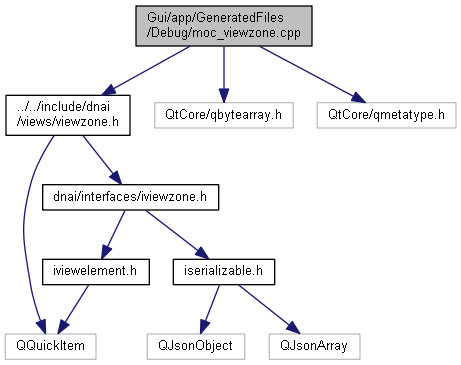 Gui/app/GeneratedFiles
/Debug/moc_viewzone.cpp
../../include/dnai
/views/viewzone.h
QtCore/qbytearray.h
QtCore/qmetatype.h
dnai/interfaces/iviewzone.h
iviewelement.h
iserializable.h
QQuickItem
QJsonObject
QJsonArray